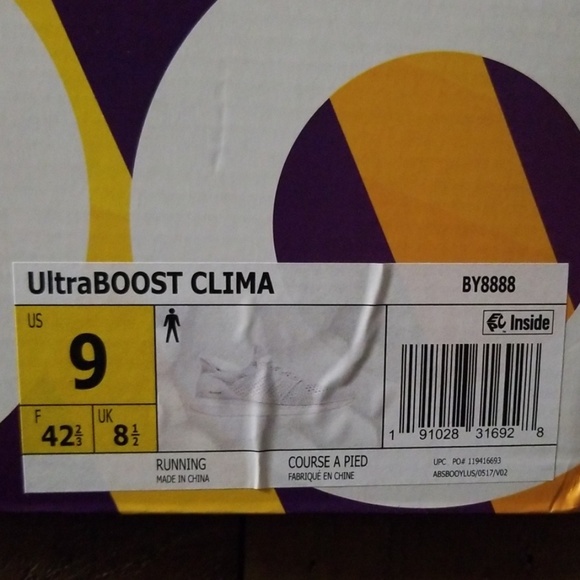 UltraBOOST CLIMA
BY8888
US
9
F
42⅔
UK
8½
Inside
1 91028 31692 8
RUNNING
MADE IN CHINA
COURSE A PIED
FABRIQUÉ EN CHINE
UPC PO# 119416693
ABSBOOYLUS/0517/V02